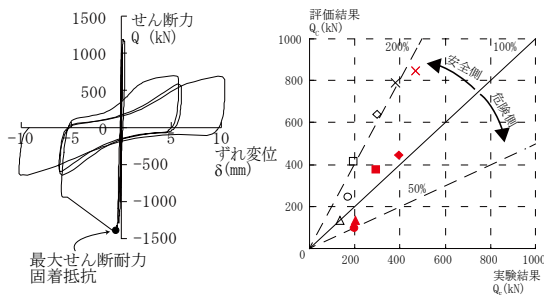 1500
せん断力
Q (kN)
1000
500
0
-10
-5
5
10
ずれ変位
δ(mm)
-500
-1000
-1500
最大せん断耐力
固着抵抗
評価結果
Qc(kN)
1000
800
600
400
200
0
200%
100%
50%
安全側
危険側
200
400
600
800
1000
実験結果
Qe(kN)